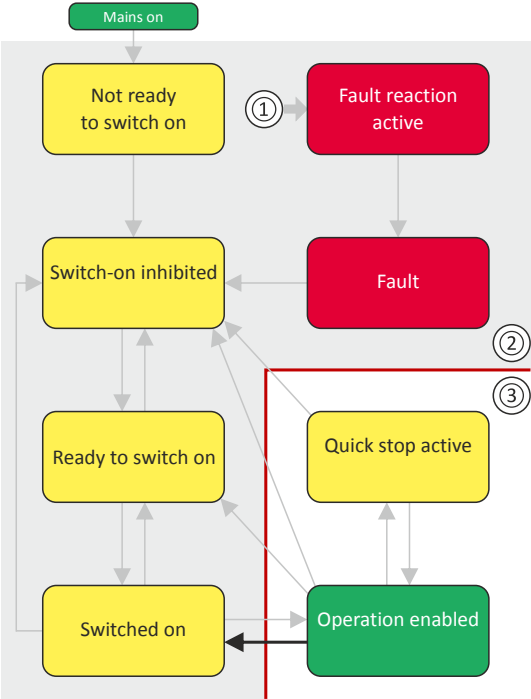 Mains on
Not ready
to switch on
1
Fault reaction
active
Switch-on inhibited
Fault
2
3
Ready to switch on
Quick stop active
Switched on
Operation enabled